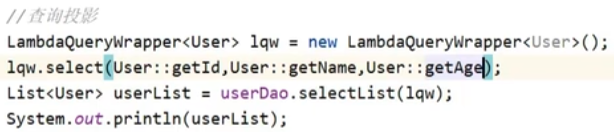 //查询投影
LambdaQueryWrapper<User> lqw = new LambdaQueryWrapper<User>();
lqw.select(User::getId,User::getName,User::getAge);
List<User> userList = userDao.selectList(lqw);
System.out.println(userList);